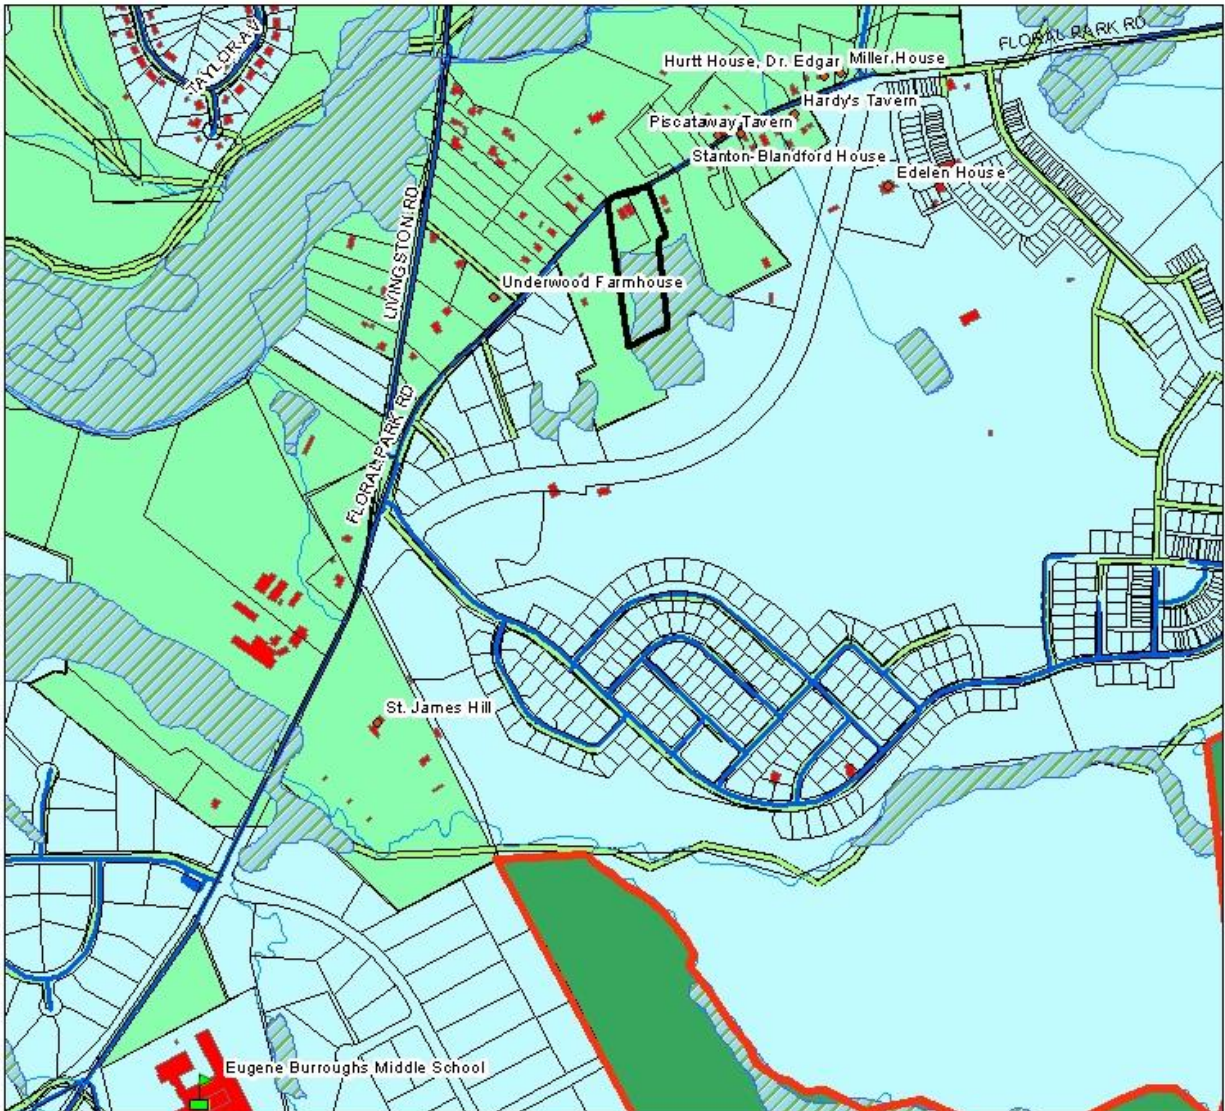 FLORAL PARK RD
TAYLOR AV
Hurtt House, Dr. Edgar
Miller House
Hardy's Tavern
Piscataway Tavern
Stanton-Blandford House
Edelen House
LIVINGSTON RD
Underwood Farmhouse
FLORAL PARK RD
St. James Hill
Eugene Burroughs Middle School